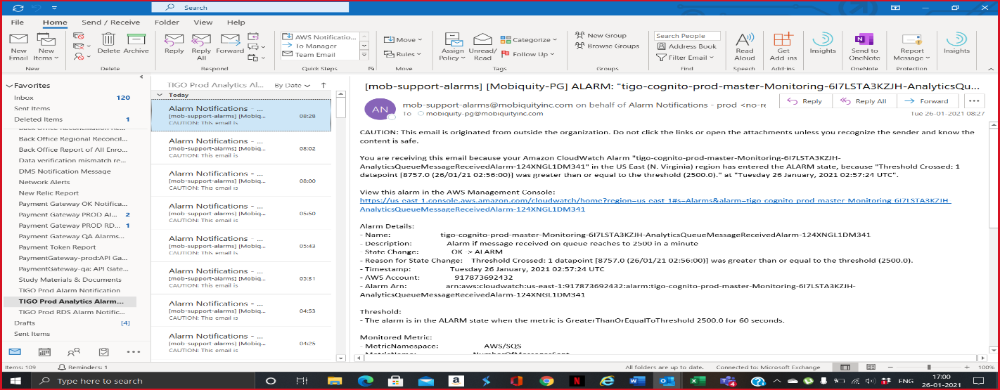 Search
File Home Send / Receive Folder View Help
New Email
New Items
Delete Archive
Reply
Reply All
Forward
AWS Notificatio...
To Manager
Team Email
Move
Rules
Assign Policy
Unread/ Read
Categorize
Follow Up
New Group
Browse Groups
Search People
Address Book
Filter Email
Read Aloud
Get Add-ins
Insights
Send to OneNote
Report Message
Insights
New Delete Respond Quick Steps Move Tags Groups Find Speech Add-ins OneNote Protection
Favorites
Inbox 120
Sent Items
Deleted Items 1
Back Office Reconciliation Re...
Back Office Regional Reconcil...
Back Office Report of All Enro...
Data verification mismatch re...
DMS Notification Message
Network Alerts
New Relic Report
Payment Gateway OK Notifica...
Payment Gateway PROD Al... 2
Payment Gateway PROD RD... 1
Payment Gateway QA Alarms...
Payment Token Report
PaymentGateway-prod:API Ga...
PaymentGateway-qa: API Gate...
Study Materials & Documents
TIGO Prod Alarm Notification
TIGO Prod Analytics Alarm...
TIGO Prod RDS Alarm Notific...
Drafts [4]
Sent Items
TIGO Prod Analytics Al... By Date
Today
Alarm Notifications - ...
[mob-support-alarms] [Mobiq... 08:28
CAUTION: This email is
Alarm Notifications - ...
[mob-support-alarms] [Mobiq... 08:02
CAUTION: This email is
Alarm Notifications - ...
[mob-support-alarms] [Mobiq... 08:00
CAUTION: This email is
Alarm Notifications - ...
[mob-support-alarms] [Mobiq... 05:50
CAUTION: This email is
Alarm Notifications - ...
[mob-support-alarms] [Mobiq... 05:43
CAUTION: This email is
Alarm Notifications - ...
[mob-support-alarms] [Mobiq... 05:31
CAUTION: This email is
Alarm Notifications - ...
[mob-support-alarms] [Mobiq... 04:53
CAUTION: This email is
Alarm Notifications - ...
[mob-support-alarms] [Mobiq... 04:25
CAUTION: This email is
[mob-support-alarms] [Mobiquity-PG] ALARM: "tigo-cognito-prod-master-Monitoring-6I7LSTA3KZJH-AnalyticsQu...
AN
mob-support-alarms@mobiquityinc.com on behalf of Alarm Notifications - prod <no-re
To mobiquity-pg@mobiquityinc.com
Reply Reply All Forward
Tue 26-01-2021 08:27
CAUTION: This email is originated from outside the organization. Do not click the links or open the attachments unless you recognize the sender and know the
content is safe.
You are receiving this email because your Amazon CloudWatch Alarm "tigo-cognito-prod-master-Monitoring-6I7LSTA3KZJH-
AnalyticsQueueMessageReceivedAlarm-124XNGL1DM341" in the US East (N. Virginia) region has entered the ALARM state, because "Threshold Crossed: 1
datapoint [8757.0 (26/01/21 02:56:00)] was greater than or equal to the threshold (2500.0)." at "Tuesday 26 January, 2021 02:57:24 UTC".
View this alarm in the AWS Management Console:
https://us-east-1.console.aws.amazon.com/cloudwatch/home?region=us-east-1#s=Alarms&alarm=tigo-cognito-prod-master-Monitoring-6I7LSTA3KZJH-
AnalyticsQueueMessageReceivedAlarm-124XNGL1DM341
Alarm Details:
- Name: tigo-cognito-prod-master-Monitoring-6I7LSTA3KZJH-AnalyticsQueueMessageReceivedAlarm-124XNGL1DM341
- Description: Alarm if message received on queue reaches to 2500 in a minute
- State Change: OK -> ALARM
- Reason for State Change: Threshold Crossed: 1 datapoint [8757.0 (26/01/21 02:56:00)] was greater than or equal to the threshold (2500.0).
- Timestamp: Tuesday 26 January, 2021 02:57:24 UTC
- AWS Account: 917873692432
- Alarm Arn: arn:aws:cloudwatch:us-east-1:917873692432:alarm:tigo-cognito-prod-master-Monitoring-6I7LSTA3KZJH-
AnalyticsQueueMessageReceivedAlarm-124XNGL1DM341
Threshold:
- The alarm is in the ALARM state when the metric is GreaterThanOrEqualToThreshold 2500.0 for 60 seconds.
Monitored Metric:
- MetricNamespace: AWS/SQS
- MetricName: NumberOfMessagesSent
Items: 109 Reminders: 1 All folders are up to date. Connected to: Microsoft Exchange 100%
Type here to search
ENG
17:00
26-01-2021